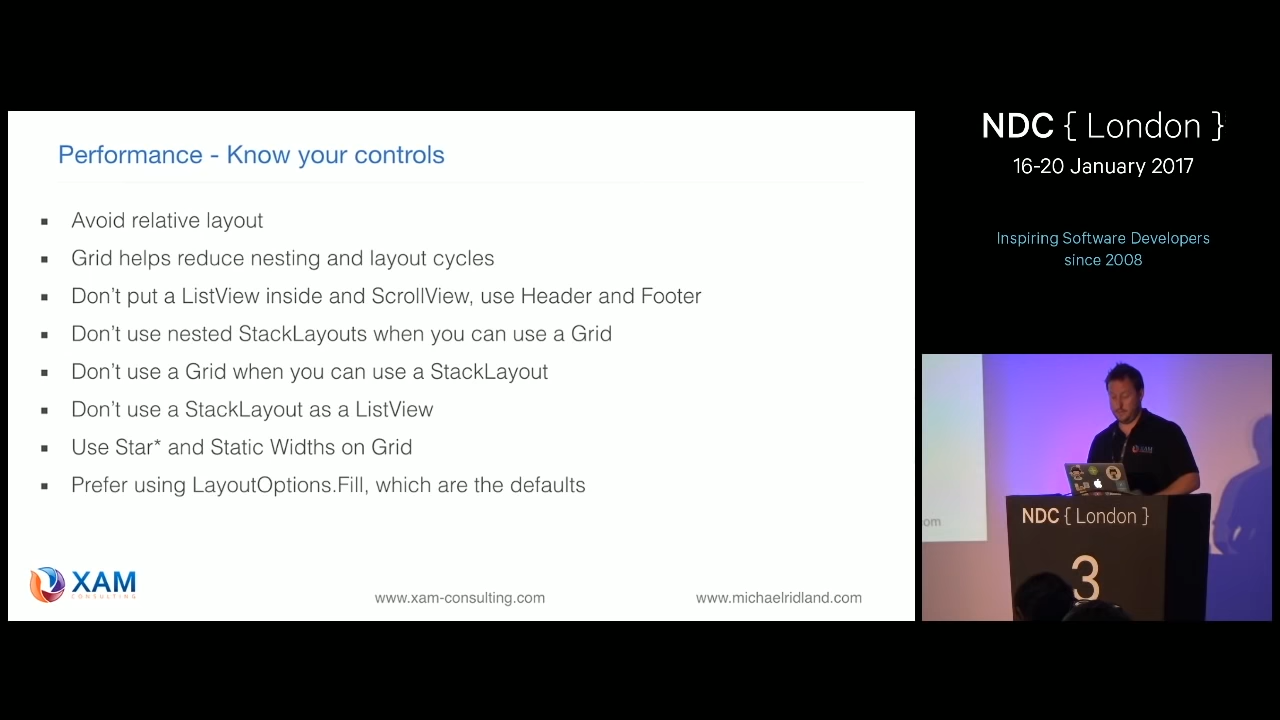 Performance - Know your controls
Avoid relative layout
Grid helps reduce nesting and layout cycles
Don't put a ListView inside and ScrollView, use Header and Footer
Don't use nested StackLayouts when you can use a Grid
Don't use a Grid when you can use a StackLayout
Don't use a StackLayout as a ListView
Use Star* and Static Widths on Grid
Prefer using LayoutOptions.Fill, which are the defaults
XAM
CONSULTING
www.xam-consulting.com
www.michaelridland.com
NDC { London }
16-20 January 2017
Inspiring Software Developers
since 2008
om
XAM
NDC { London }
3